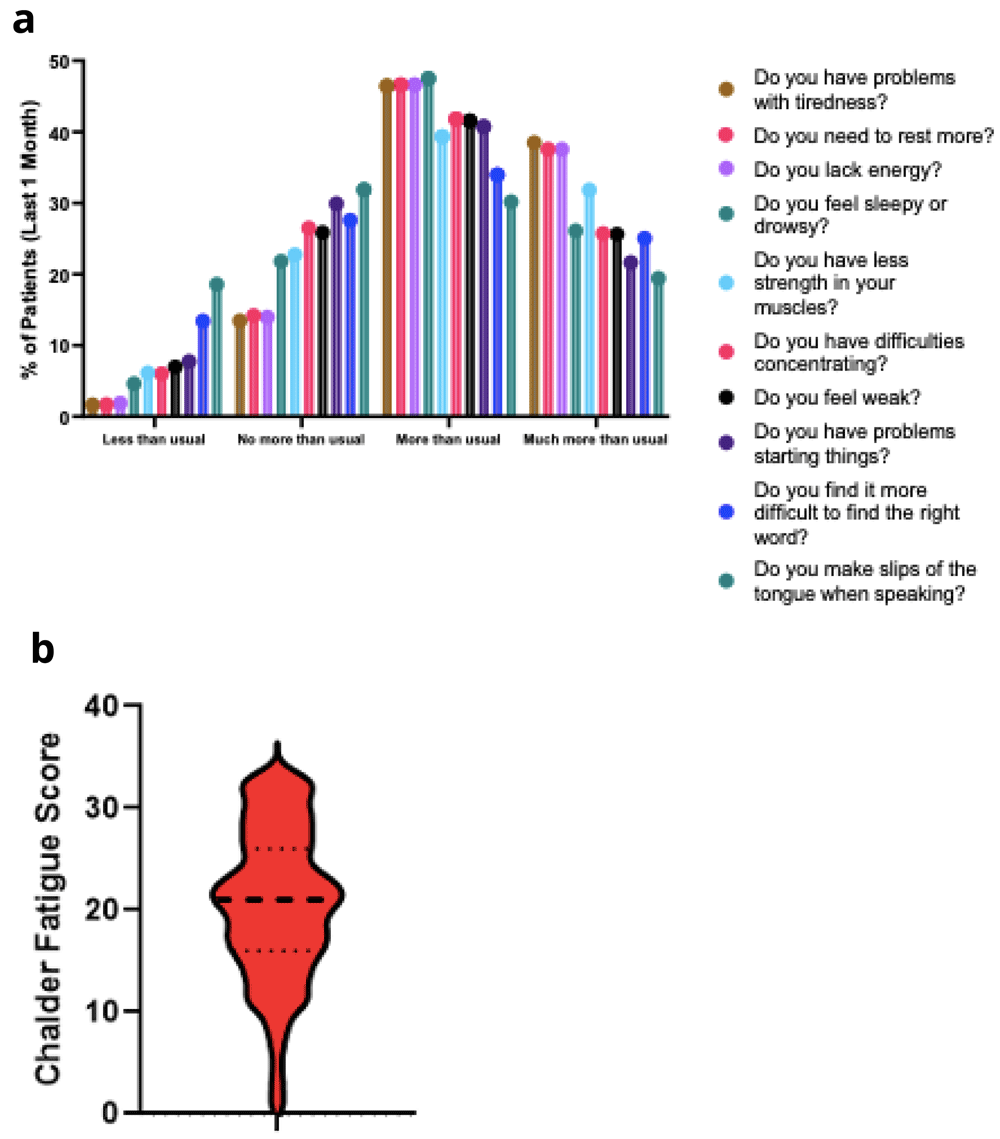 a
% of Patients (Last 1 Month)
50
40
30
20
10
0
Less than usual
No more than usual
More than usual
Much more than usual
Do you have problems
with tiredness?
Do you need to rest more?
Do you lack energy?
Do you feel sleepy or
drowsy?
Do you have less
strength in your
muscles?
Do you have difficulties
concentrating?
Do you feel weak?
Do you have problems
starting things?
Do you find it more
difficult to find the right
word?
Do you make slips of the
tongue when speaking?
b
Chalder Fatigue Score
40
30
20
10
0